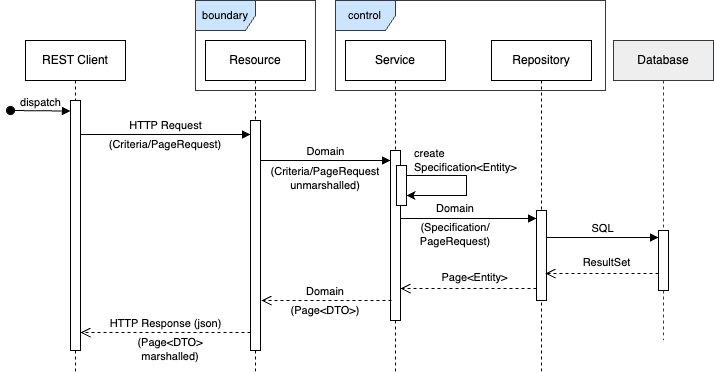 boundary
control
REST Client
Resource
Service
Repository
Database
dispatch
HTTP Request
(Criteria/PageRequest)
Domain
(Criteria/PageRequest
unmarshalled)
create
Specification<Entity>
Domain
(Specification/
PageRequest)
SQL
ResultSet
Page<Entity>
Domain
(Page<DTO>)
HTTP Response (json)
(Page<DTO>
marshalled)